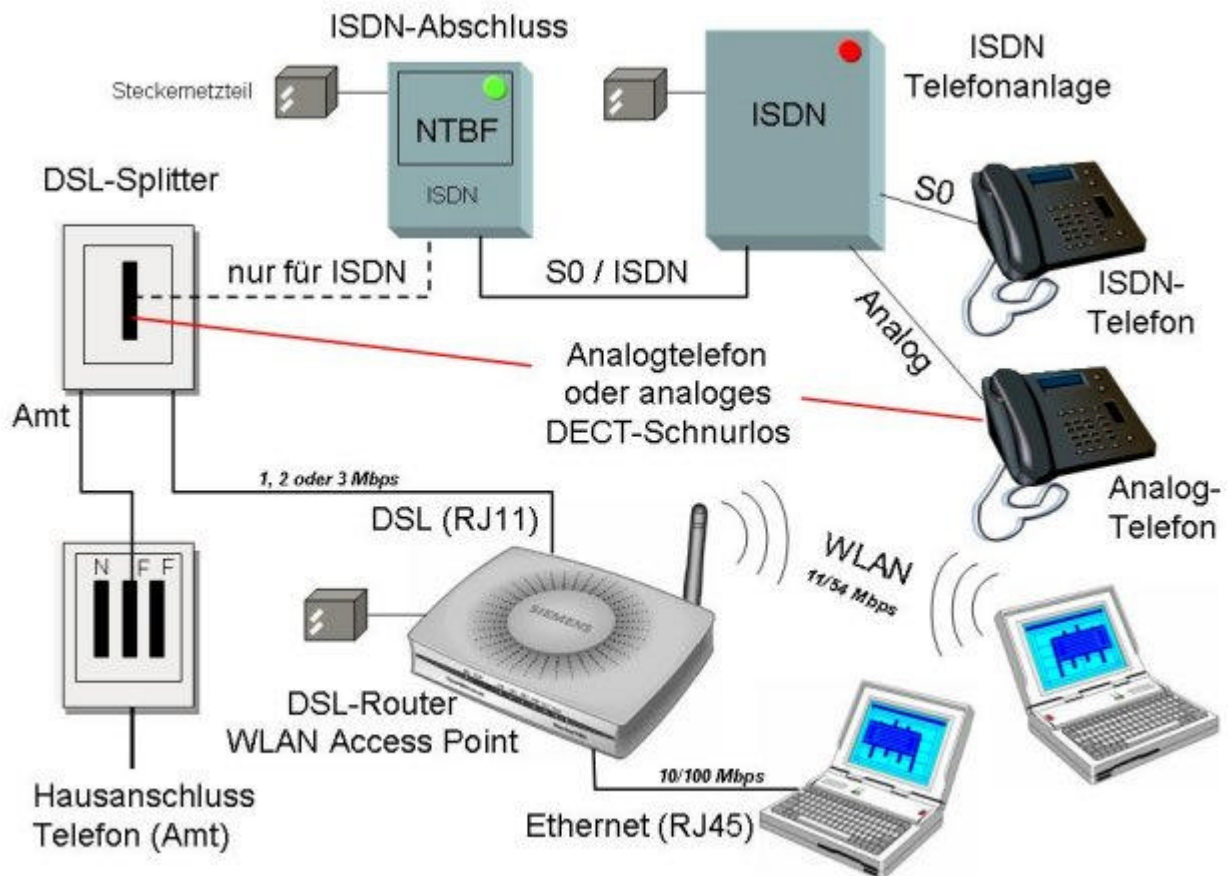 ISDN-Abschluss
ISDN
Telefonanlage
Steckernetzteil
NTBF
ISDN
ISDN
DSL-Splitter
S0
nur für ISDN
S0 / ISDN
ISDN-
Telefon
Analog
Analogtelefon
oder analoges
DECT-Schnurlos
Amt
1, 2 oder 3 Mbps
DSL (RJ11)
Analog-
Telefon
WLAN
11/54 Mbps
N F F
SIEMENS
DSL-Router
WLAN Access Point
10/100 Mbps
Ethernet (RJ45)
Hausanschluss
Telefon (Amt)